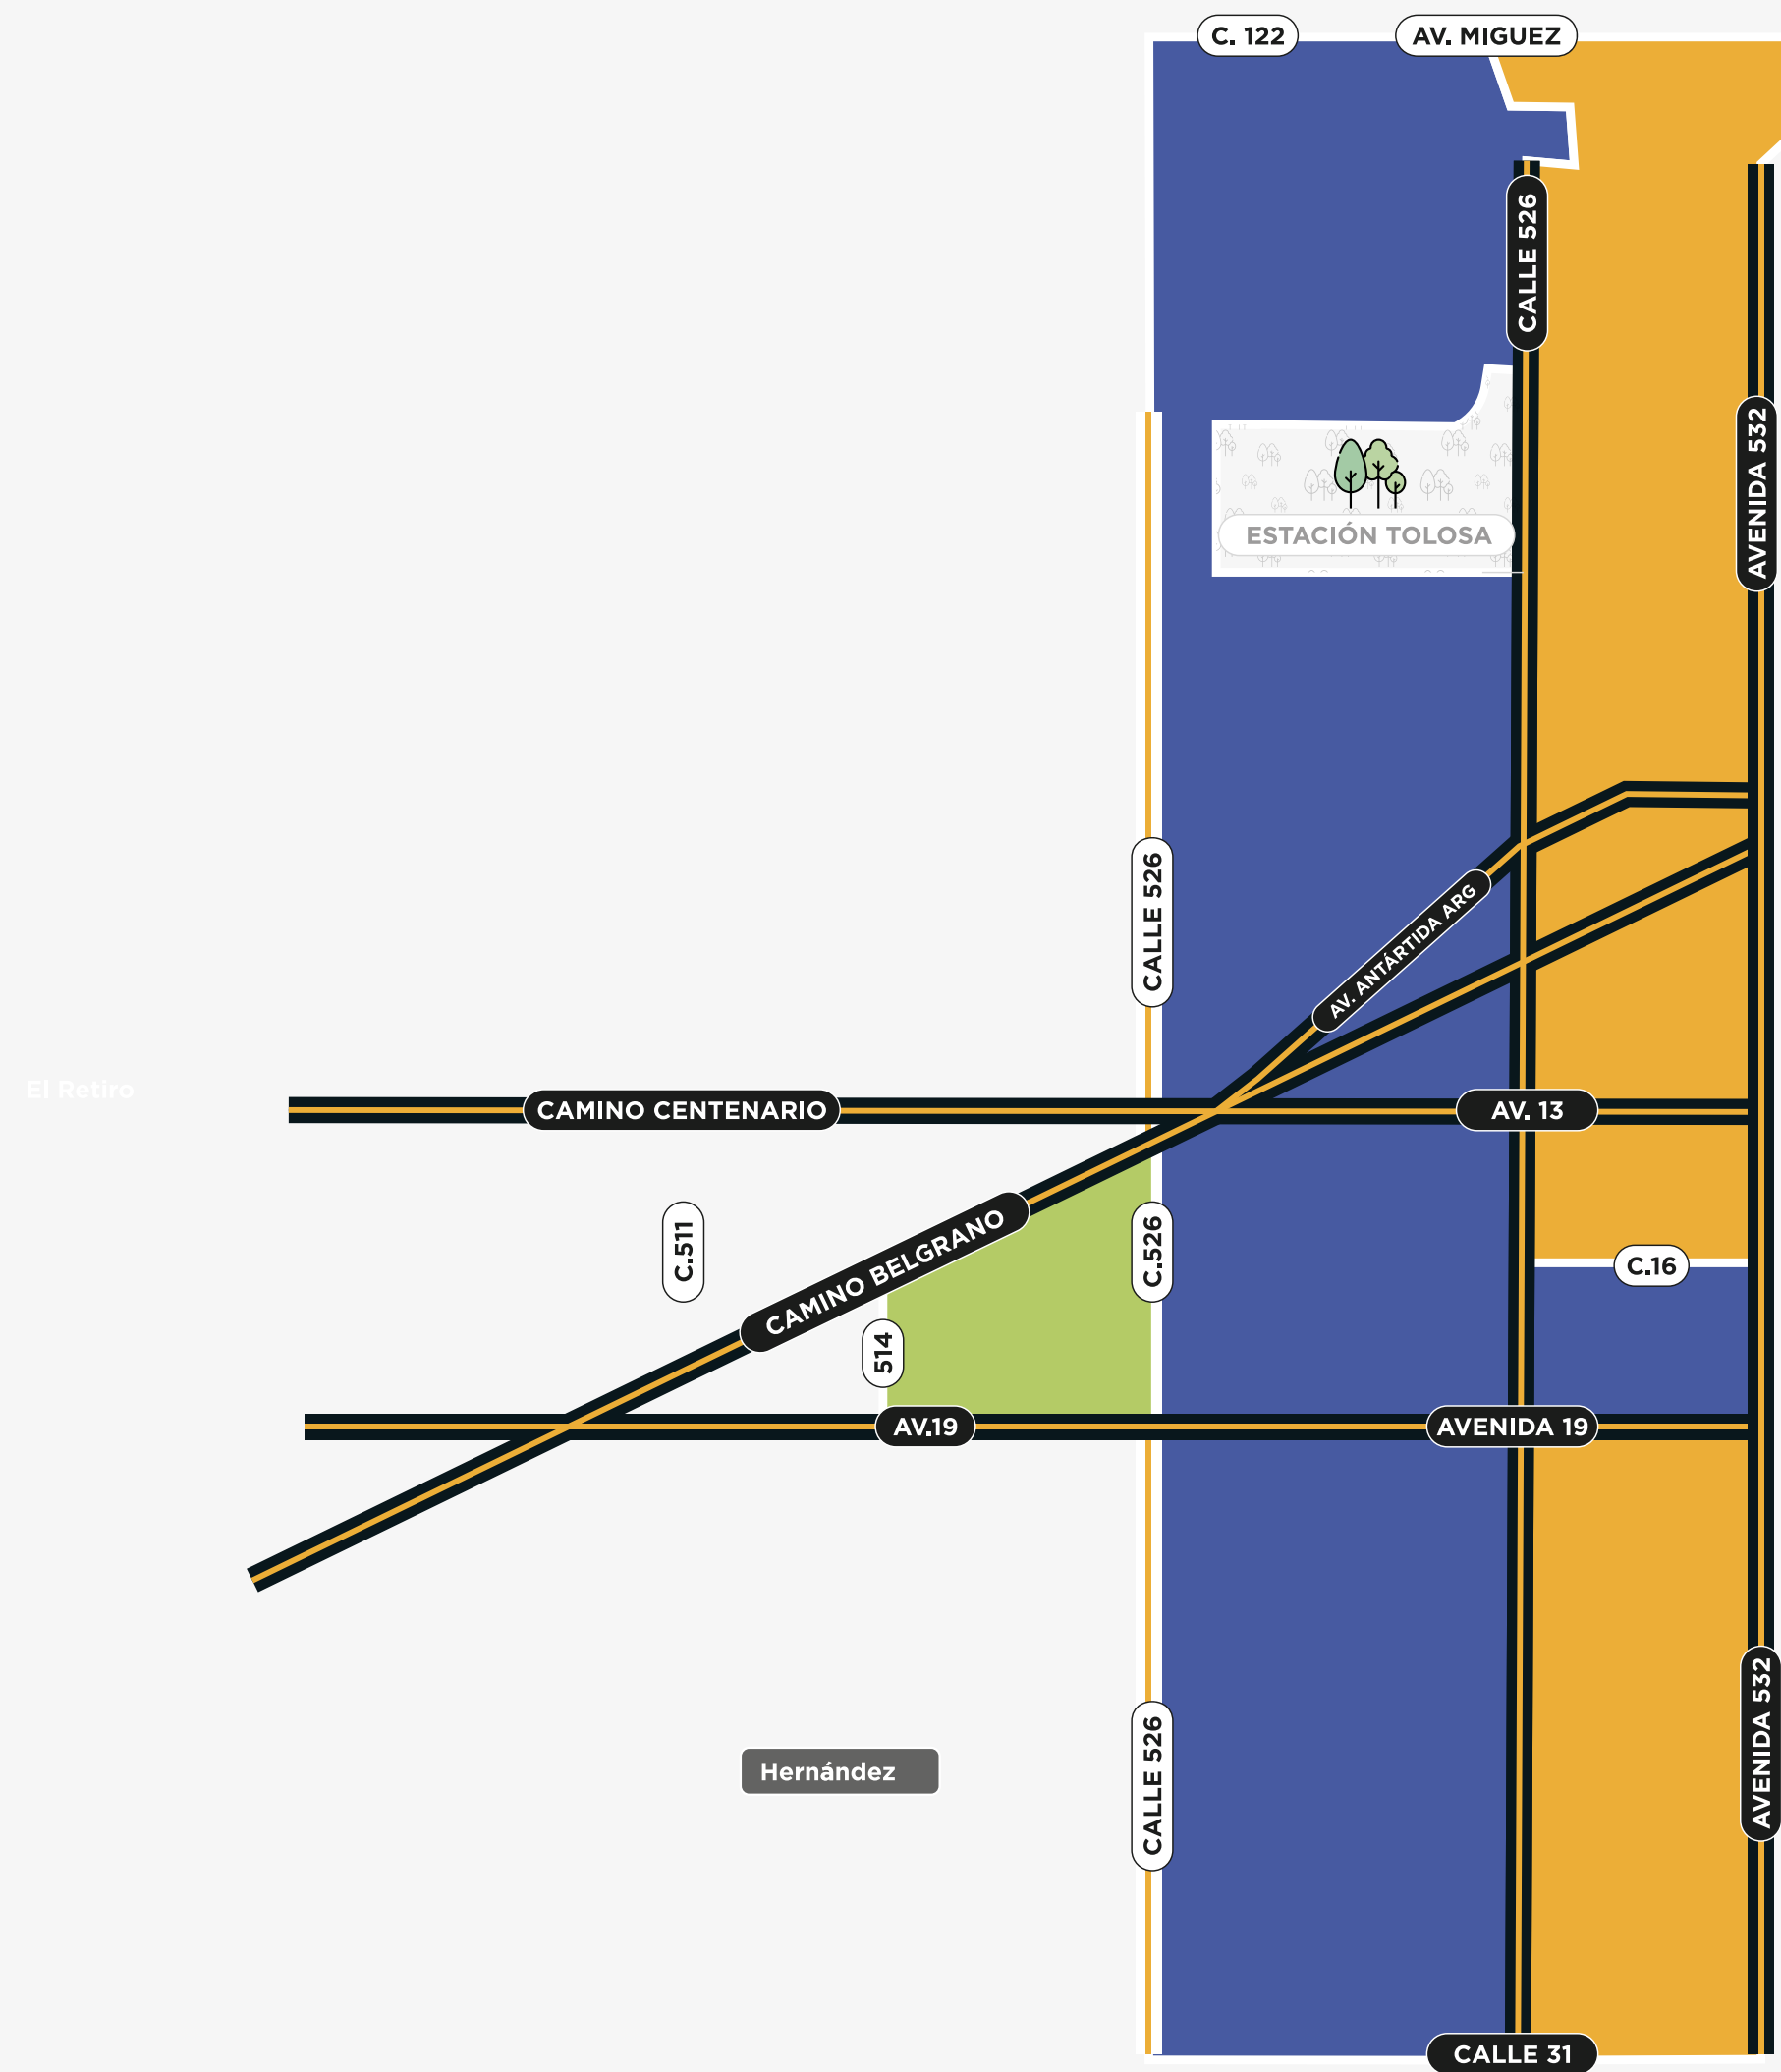 C. 122
AV. MIGUEZ
CALLE 526
AVENIDA 532
ESTACIÓN TOLOSA
CALLE 526
AV. ANTÁRTIDA ARG
El Retiro
CAMINO CENTENARIO
AV. 13
C.511
CAMINO BELGRANO
C.526
C.16
514
AV.19
AVENIDA 19
AVENIDA 532
Hernández
CALLE 526
CALLE 31